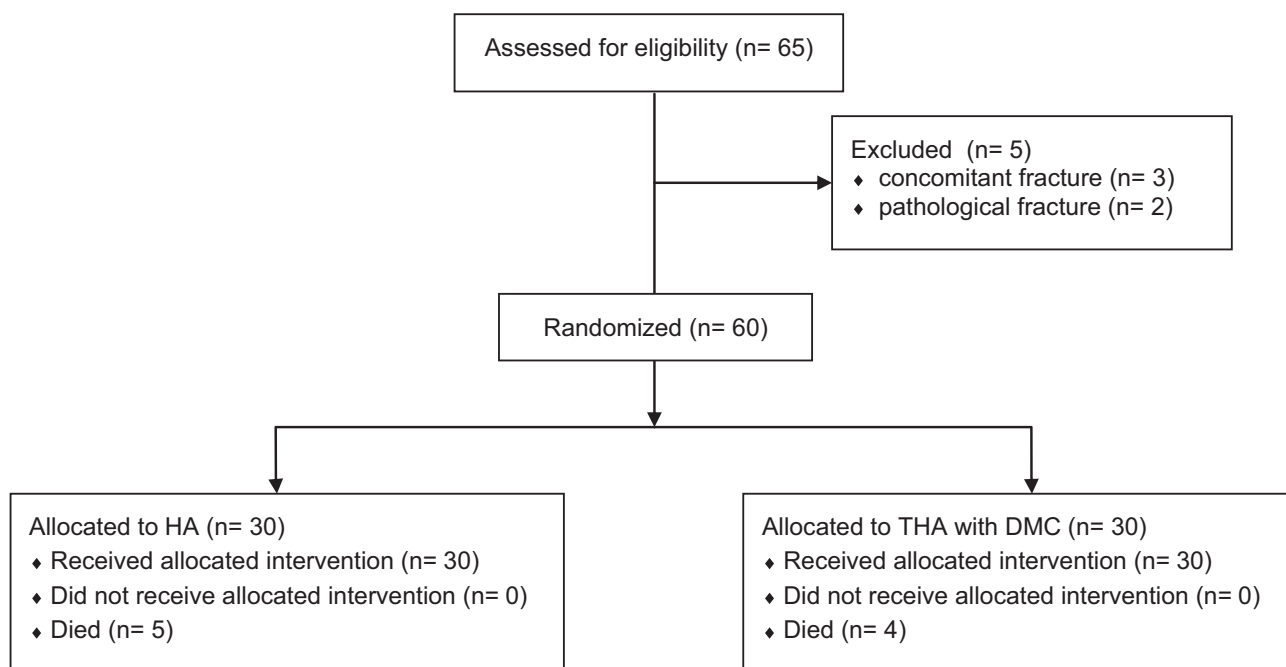 Assessed for eligibility (n= 65)
Excluded  (n= 5)
♦ concomitant fracture (n= 3)
♦ pathological fracture (n= 2)
Randomized (n= 60)
Allocated to HA (n= 30)
♦ Received allocated intervention (n= 30)
♦ Did not receive allocated intervention (n= 0)
♦ Died (n= 5)
Allocated to THA with DMC (n= 30)
♦ Received allocated intervention (n= 30)
♦ Did not receive allocated intervention (n= 0)
♦ Died (n= 4)